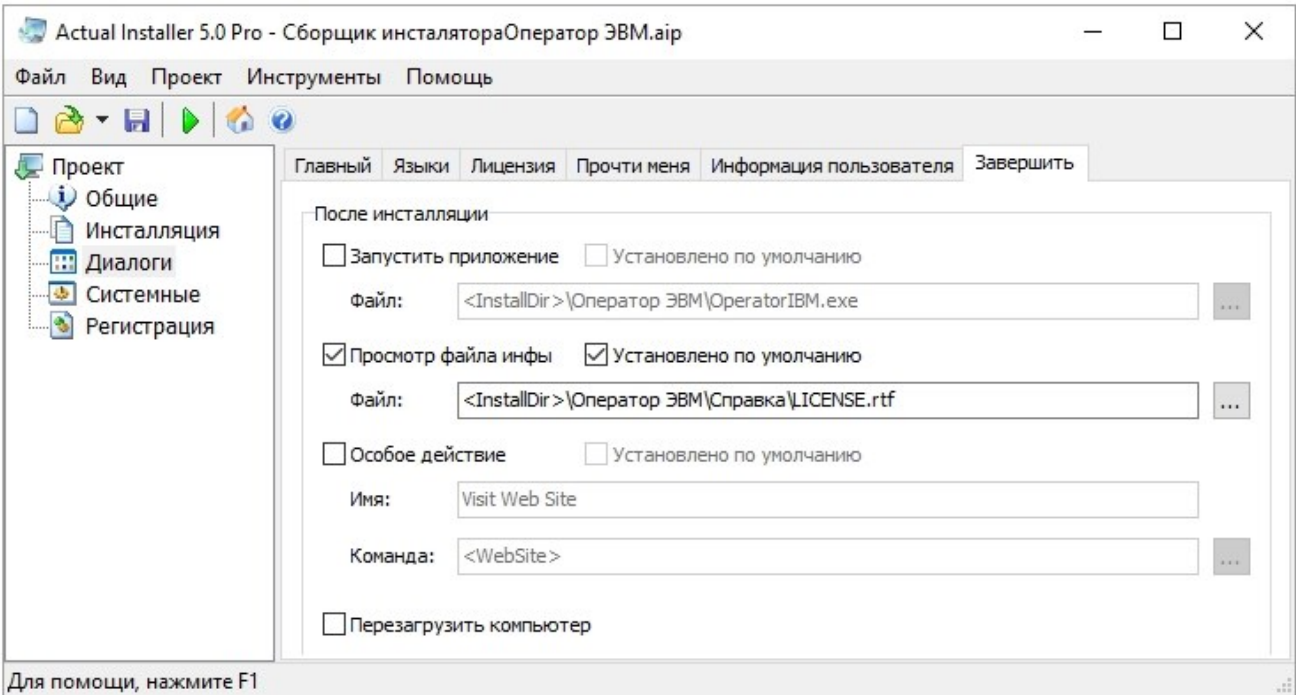 Actual Installer 5.0 Pro - Сборщик инсталятораОператор ЭВМ.aip
Файл Вид Проект Инструменты Помощь
Проект
Общие
Инсталляция
Диалоги
Системные
Регистрация
Главный Языки Лицензия Прочти меня Информация пользователя Завершить
После инсталляции
Запустить приложение Установлено по умолчанию
Файл: <InstallDir>\Оператор ЭВМ\OperatorIBM.exe ...
Просмотр файла инфы Установлено по умолчанию
Файл: <InstallDir>\Оператор ЭВМ\Справка\LICENSE.rtf ...
Особое действие Установлено по умолчанию
Имя: Visit Web Site
Команда: <WebSite> ...
Перезагрузить компьютер
Для помощи, нажмите F1